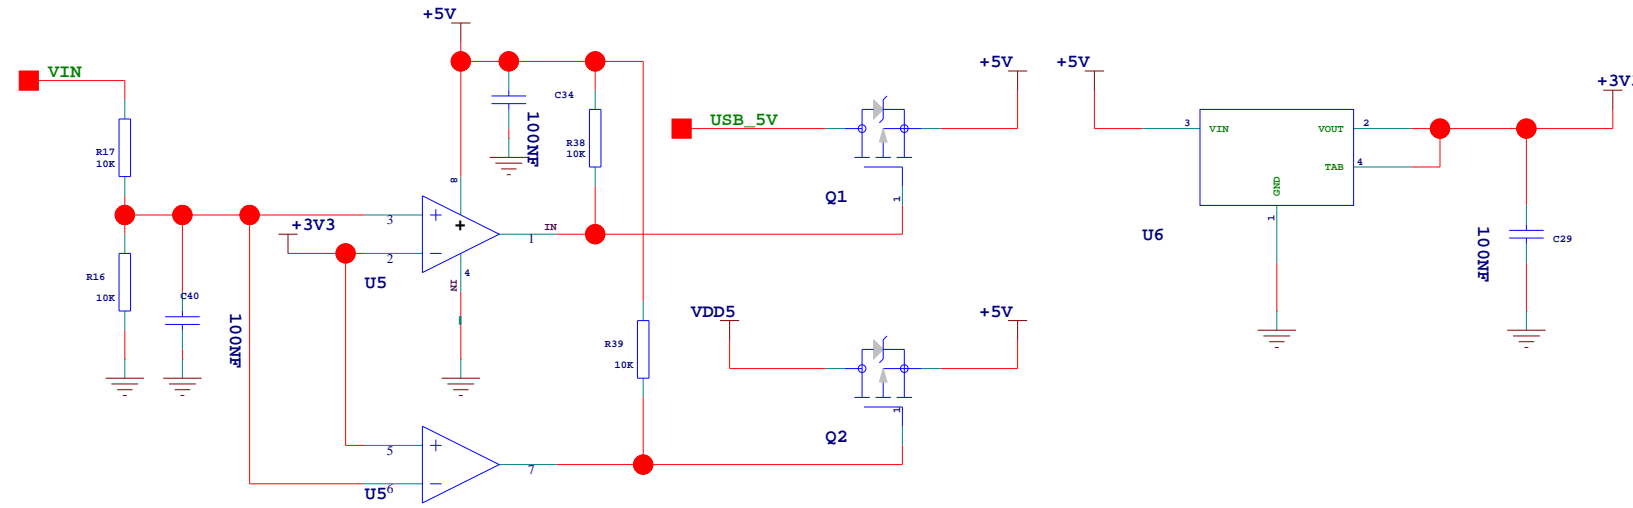 +5V
VIN
+5V
+5V
+3V
C34
100NF
USB_5V
R17
10K
R38
10K
3
VIN
VOUT
2
TAB
4
GND
1
8
Q1
1
+3V3
3
2
1
IN
U5
4
IN
U6
100NF
C29
R16
10K
C40
100NF
VDD5
+5V
R39
10K
1
Q2
5
7
U5
6